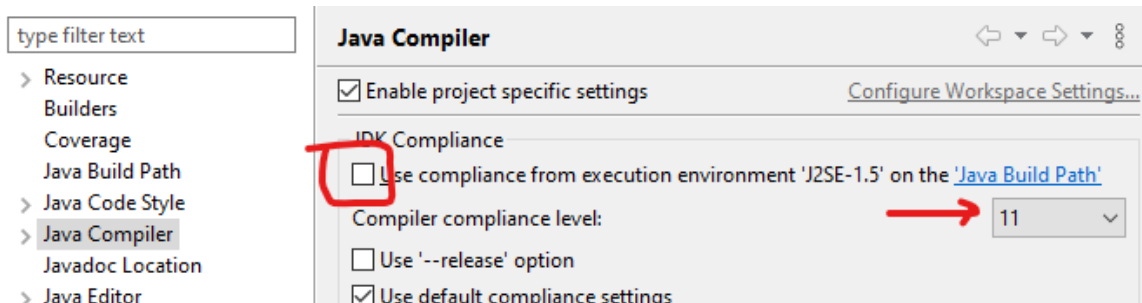 type filter text
Resource
Builders
Coverage
Java Build Path
Java Code Style
Java Compiler
Javadoc Location
Java Editor
Java Compiler
Enable project specific settings
Configure Workspace Settings...
JDK Compliance
Use compliance from execution environment 'J2SE-1.5' on the 'Java Build Path'
Compiler compliance level:
11
Use '--release' option
Use default compliance settings